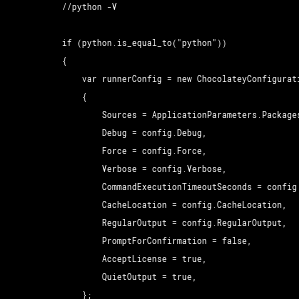 //python -V
if (python.is_equal_to("python"))
{
var runnerConfig = new ChocolateyConfigurati
{
Sources = ApplicationParameters.Packages
Debug = config.Debug,
Force = config.Force,
Verbose = config.Verbose,
CommandExecutionTimeoutSeconds = config
CacheLocation = config.CacheLocation,
RegularOutput = config.RegularOutput,
PromptForConfirmation = false,
AcceptLicense = true,
QuietOutput = true,
};